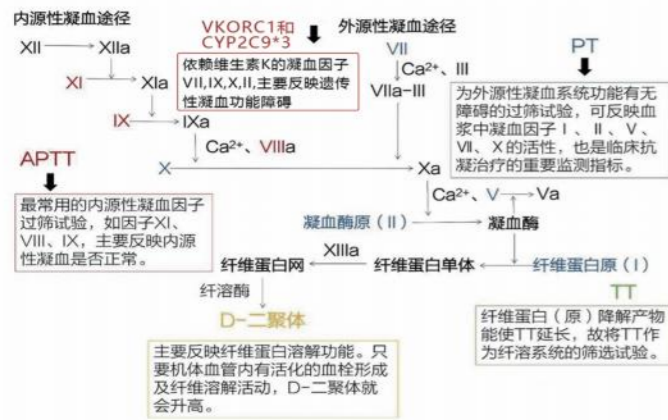 内源性凝血途径
VKORC1和
CYP2C9*3
外源性凝血途径
XII
XIIa
依赖维生素K的凝血因子
VII,IX,X,II,主要反映遗传
性凝血功能障碍
VII
PT
Ca²⁺、III
XI
XIa
VIIa-III
为外源性凝血系统功能有无
障碍的过筛试验，可反映血
浆中凝血因子Ⅰ、Ⅱ、Ⅴ、
Ⅶ、Ⅹ的活性，也是临床抗
凝治疗的重要监测指标。
IX
IXa
Ca²⁺、VIIIa
APTT
X
Xa
最常用的内源性凝血因子
过筛试验，如因子XI、
VIII、IX，主要反映内源
性凝血是否正常。
Ca²⁺、V
Va
凝血酶原（II）
凝血酶
XIIIa
纤维蛋白网
纤维蛋白单体
纤维蛋白原（I）
纤溶酶
TT
D-二聚体
纤维蛋白（原）降解产物
能使TT延长，故将TT作
为纤溶系统的筛选试验。
主要反映纤维蛋白溶解功能。只
要机体血管内有活化的血栓形成
及纤维溶解活动，D-二聚体就
会升高。